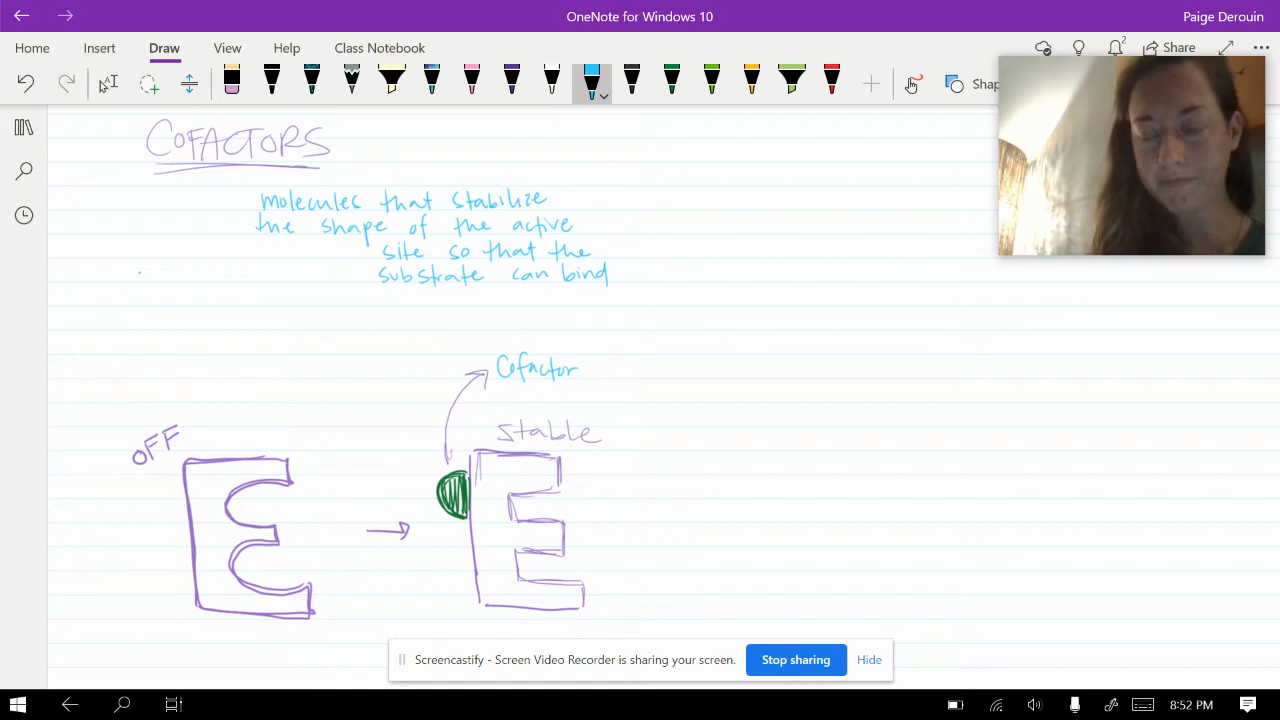 OneNote for Windows 10
Paige Derouin
Home Insert Draw View Help Class Notebook
2
Share
Shap
COFACTORS
molecules that stabilize
the shape of the active
site so that the
substrate can bind
Cofactor
OFF
Stable
Screencastify - Screen Video Recorder is sharing your screen.
Stop sharing
Hide
8:52 PM